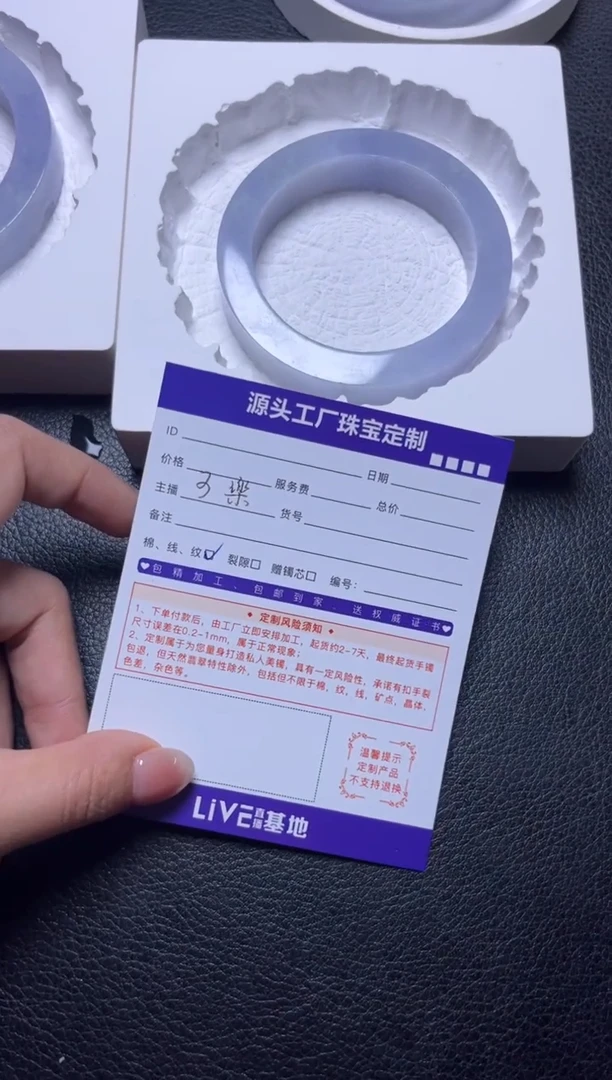 源头工厂珠宝定制
ID 日期
价格 服务费 总价
主播 子樂 货号
备注
棉、线、纹☑ 裂隙□ 赠镯芯□ 编号：
包精加工、包邮到家、送权威证书
定制风险须知
1、下单付款后，由工厂立即安排加工，起货约2-7天，最终起货手镯
尺寸误差在0.2-1mm，属于正常现象；
2、定制属于为您量身打造私人美镯，具有一定风险性，承诺有扣手裂
包退，但天然翡翠特性除外，包括但不限于棉，纹，线，矿点，晶体，
色差，杂色等。
温馨提示
定制产品
不支持退换
LiVE直播基地